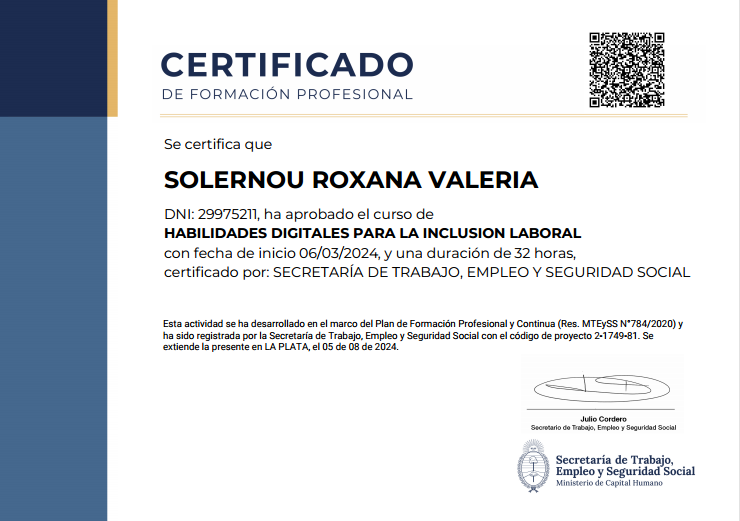 CERTIFICADO
DE FORMACIÓN PROFESIONAL
Se certifica que
SOLERNOU ROXANA VALERIA
DNI: 29975211, ha aprobado el curso de
HABILIDADES DIGITALES PARA LA INCLUSION LABORAL
con fecha de inicio 06/03/2024, y una duración de 32 horas,
certificado por: SECRETARÍA DE TRABAJO, EMPLEO Y SEGURIDAD SOCIAL
Esta actividad se ha desarrollado en el marco del Plan de Formación Profesional y Continua (Res. MTEySS N°784/2020) y
ha sido registrada por la Secretaría de Trabajo, Empleo y Seguridad Social con el código de proyecto 2-1749-81. Se
extiende la presente en LA PLATA, el 05 de 08 de 2024.
Julio Cordero
Secretario de Trabajo, Empleo y Seguridad Social
Secretaría de Trabajo,
Empleo y Seguridad Social
Ministerio de Capital Humano